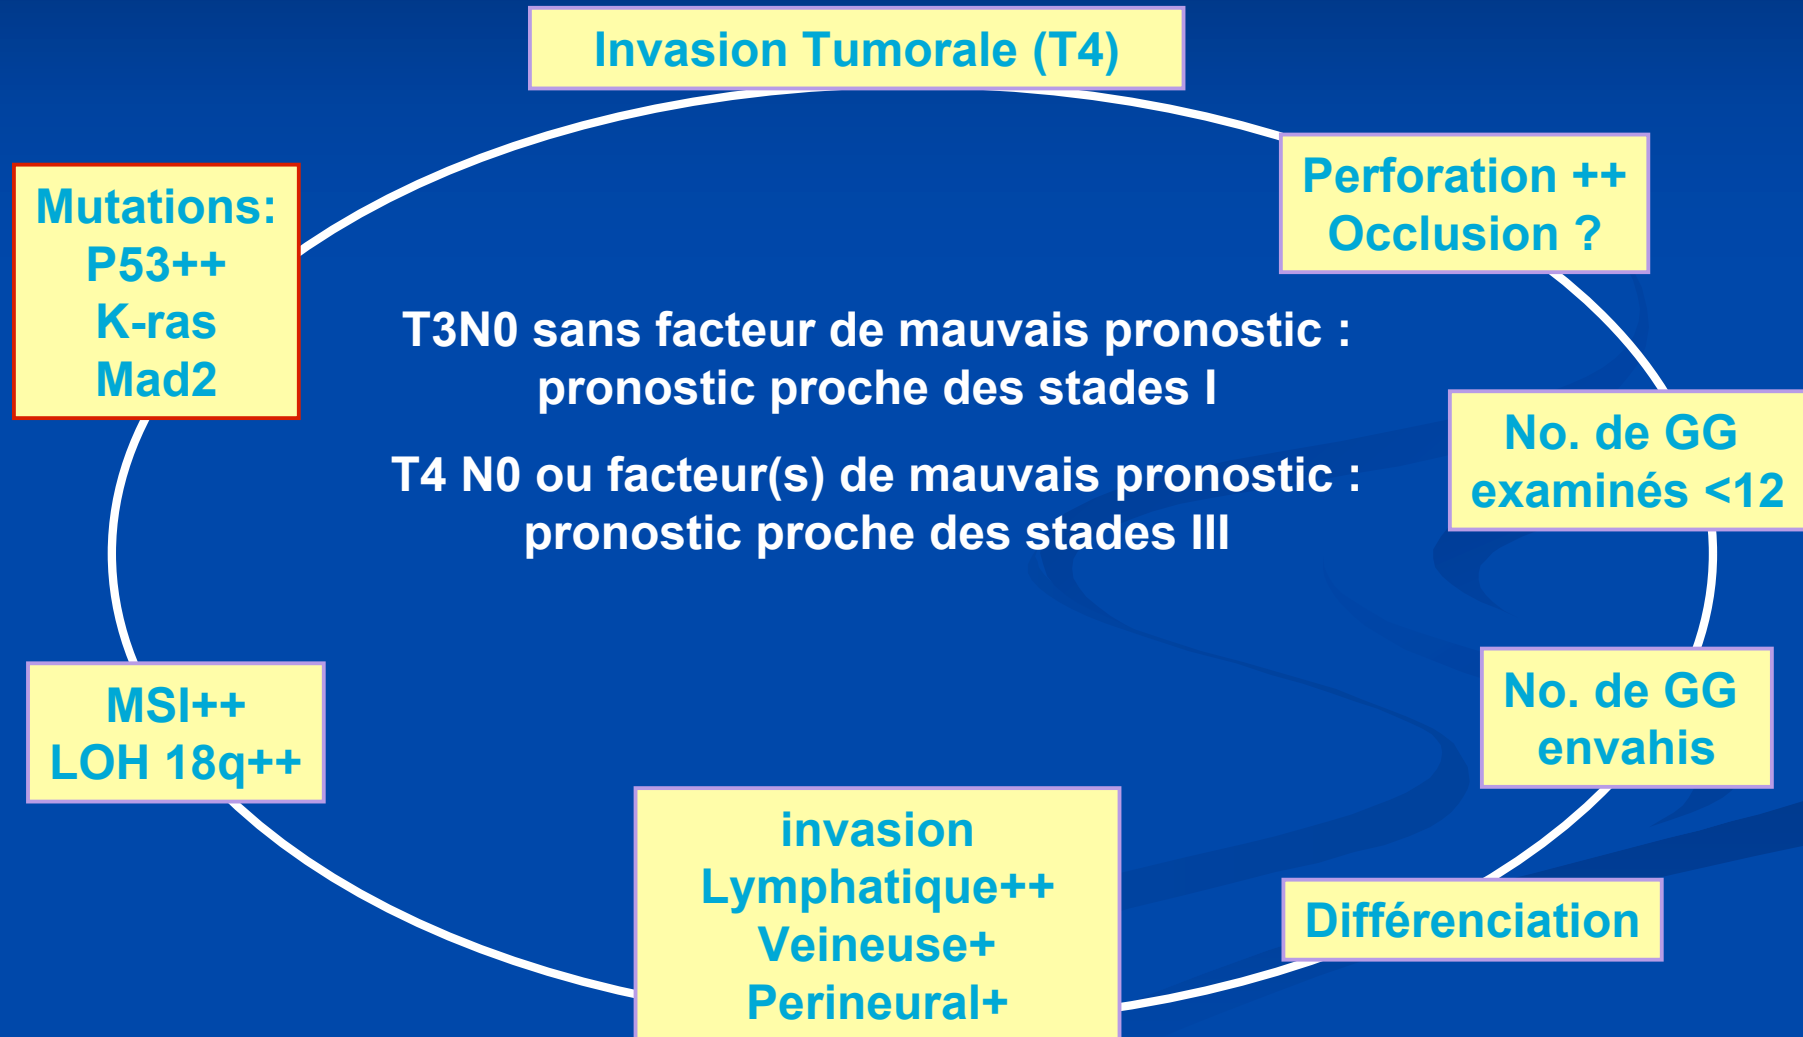 Invasion Tumorale (T4)
Perforation ++
Occlusion ?
Mutations:
P53++
K-ras
Mad2
T3N0 sans facteur de mauvais pronostic :
pronostic proche des stades I
T4 N0 ou facteur(s) de mauvais pronostic :
pronostic proche des stades III
No. de GG
examinés <12
No. de GG
envahis
MSI++
LOH 18q++
invasion
Lymphatique++
Veineuse+
Perineural+
Différenciation